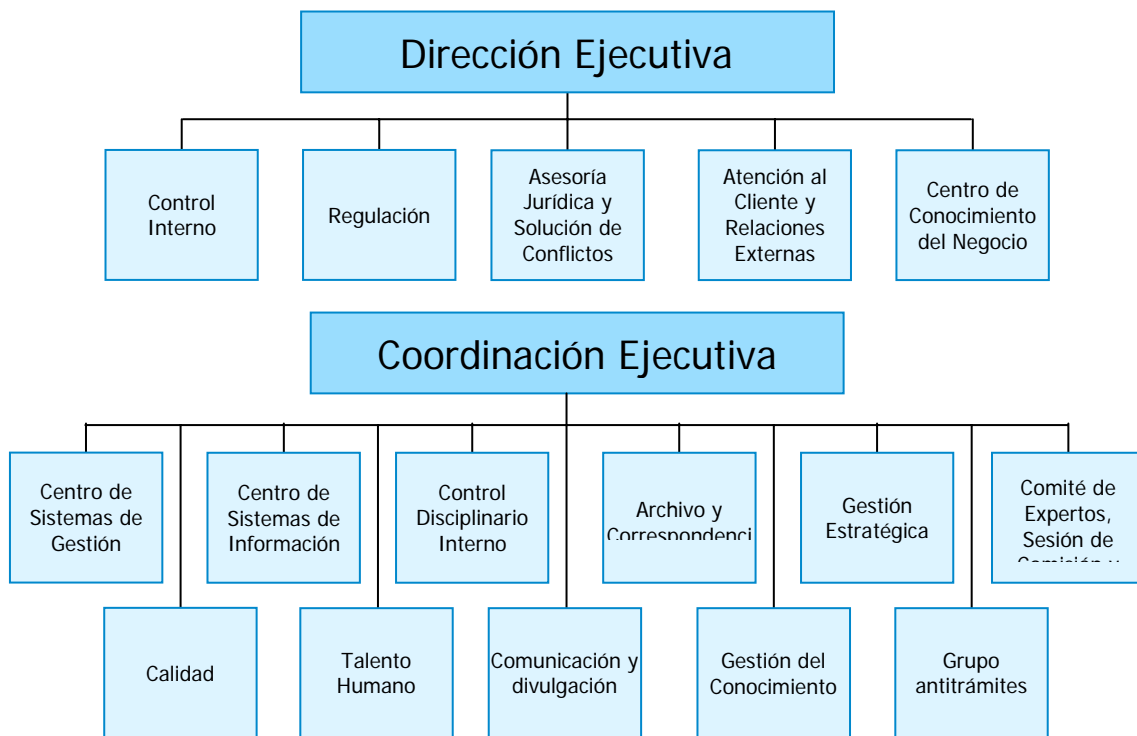 Dirección Ejecutiva
Control
Interno
Regulación
Asesoría
Jurídica y
Solución de
Conflictos
Atención al
Cliente y
Relaciones
Externas
Centro de
Conocimiento
del Negocio
Coordinación Ejecutiva
Centro de
Sistemas de
Gestión
Centro de
Sistemas de
Información
Control
Disciplinario
Interno
Archivo y
Correspondenci
Gestión
Estratégica
Comité de
Expertos,
Sesión de
Comisión y
Calidad
Talento
Humano
Comunicación y
divulgación
Gestión del
Conocimiento
Grupo
antitrámites